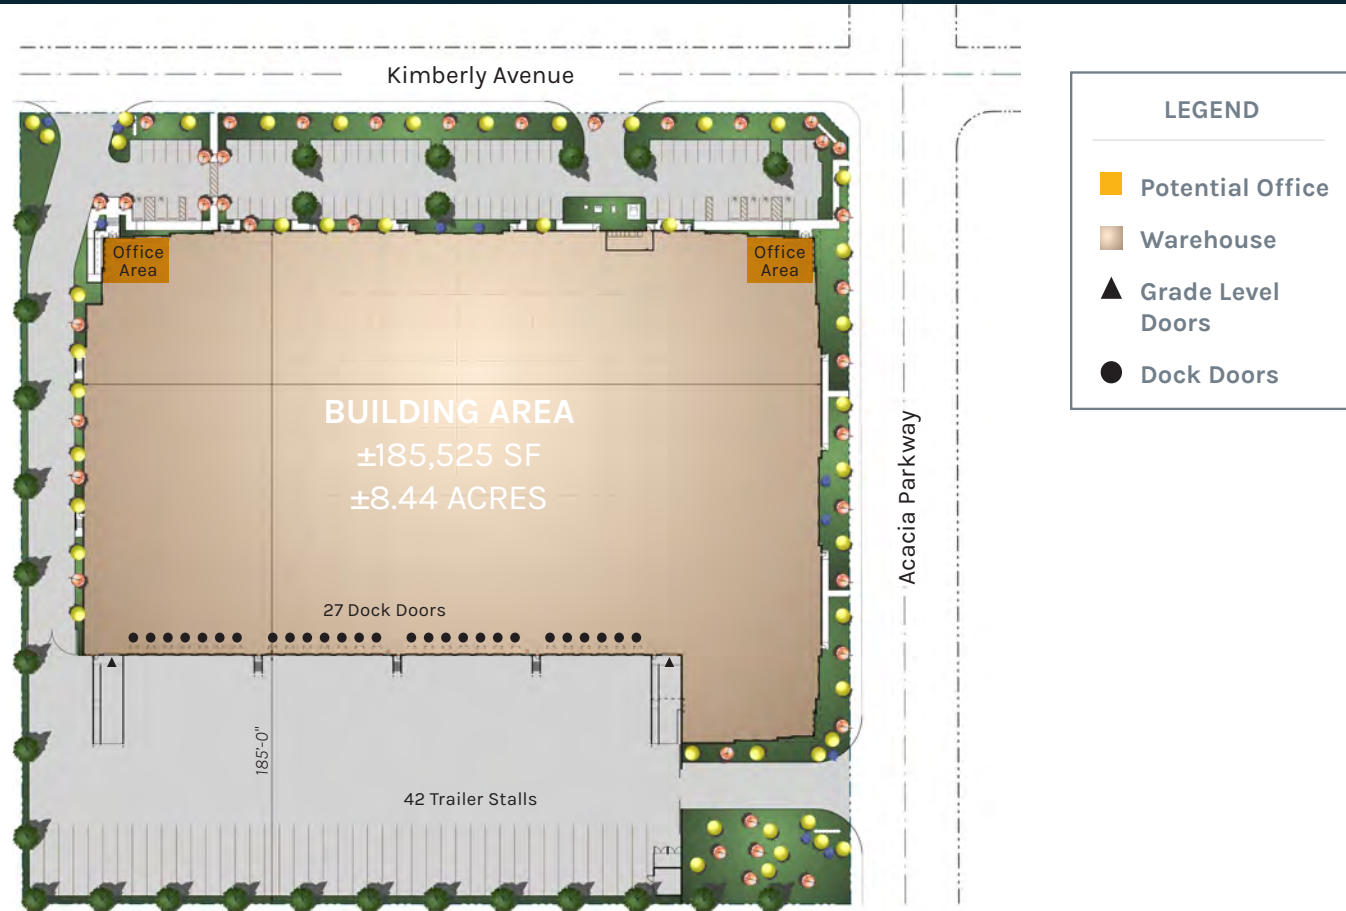 Kimberly Avenue
LEGEND
Potential Office
Warehouse
Grade Level
Doors
Dock Doors
Office
Area
Office
Area
BUILDING AREA
±185,525 SF
±8.44 ACRES
Acacia Parkway
27 Dock Doors
185'-0"
42 Trailer Stalls